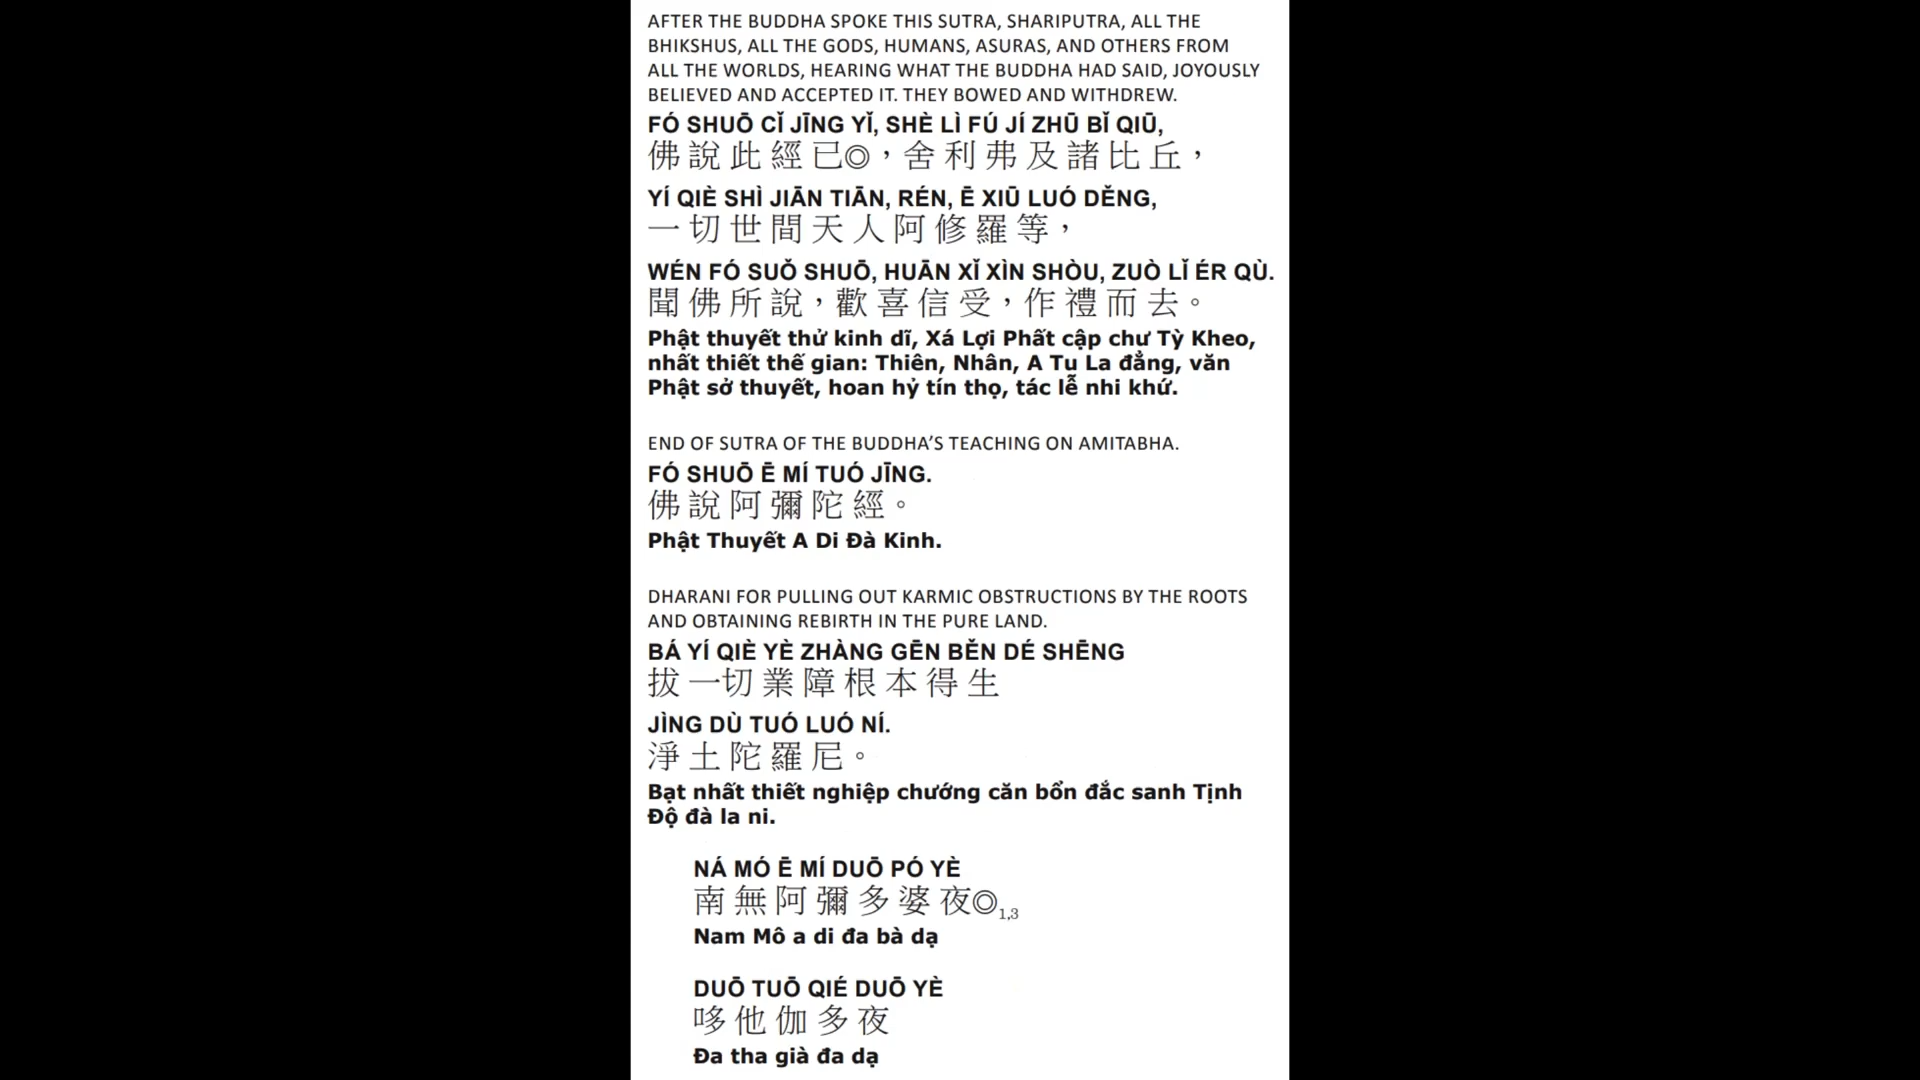 AFTER THE BUDDHA SPOKE THIS SUTRA, SHARIPUTRA, ALL THE
BHIKSHUS, ALL THE GODS, HUMANS, ASURAS, AND OTHERS FROM
ALL THE WORLDS, HEARING WHAT THE BUDDHA HAD SAID, JOYOUSLY
BELIEVED AND ACCEPTED IT. THEY BOWED AND WITHDREW.
FÓ SHUŌ CǏ JĪNG YǏ, SHÈ LÌ FÚ JÍ ZHŪ BǏ QIŪ,
佛說此經已◎，舍利弗及諸比丘，
YÍ QIÈ SHÌ JIĀN TIĀN, RÉN, Ē XIŪ LUÓ DĚNG,
一切世間天人阿修羅等，
WÉN FÓ SUǑ SHUŌ, HUĀN XǏ XÌN SHÒU, ZUÒ LǏ ÉR QÙ.
聞佛所說，歡喜信受，作禮而去。
Phật thuyết thử kinh dĩ, Xá Lợi Phất cập chư Tỳ Kheo,
nhất thiết thế gian: Thiên, Nhân, A Tu La đẳng, văn
Phật sở thuyết, hoan hỷ tín thọ, tác lễ nhi khứ.
END OF SUTRA OF THE BUDDHA’S TEACHING ON AMITABHA.
FÓ SHUŌ Ē MÍ TUÓ JĪNG.
佛說阿彌陀經。
Phật Thuyết A Di Đà Kinh.
DHARANI FOR PULLING OUT KARMIC OBSTRUCTIONS BY THE ROOTS
AND OBTAINING REBIRTH IN THE PURE LAND.
BÁ YÍ QIÈ YÈ ZHÀNG GĒN BĚN DÉ SHĒNG
拔一切業障根本得生
JÌNG DÙ TUÓ LUÓ NÍ.
淨土陀羅尼。
Bạt nhất thiết nghiệp chướng căn bổn đắc sanh Tịnh
Độ đà la ni.
NÁ MÓ Ē MÍ DUŌ PÓ YÈ
南無阿彌多婆夜◎1,3
Nam Mô a di đa bà dạ
DUŌ TUŌ QIÉ DUŌ YÈ
哆他伽多夜
Đa tha già đa dạ